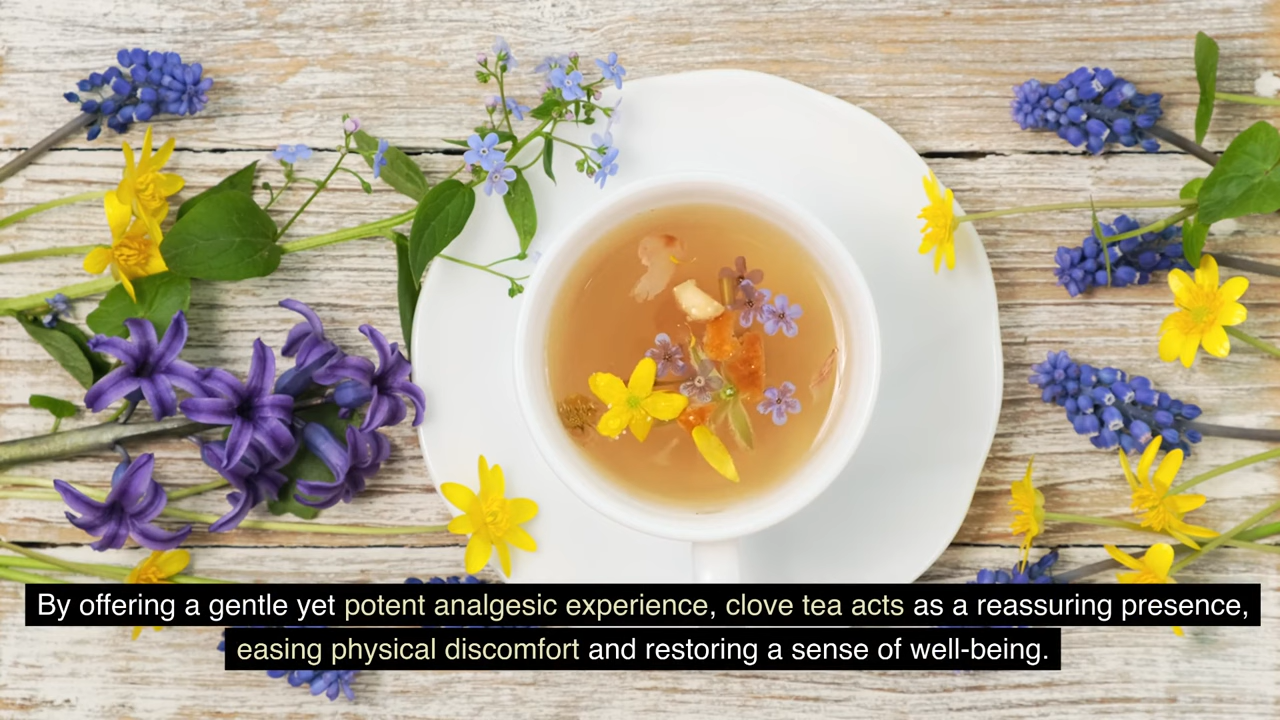 By offering a gentle yet potent analgesic experience, clove tea acts as a reassuring presence,
easing physical discomfort and restoring a sense of well-being.